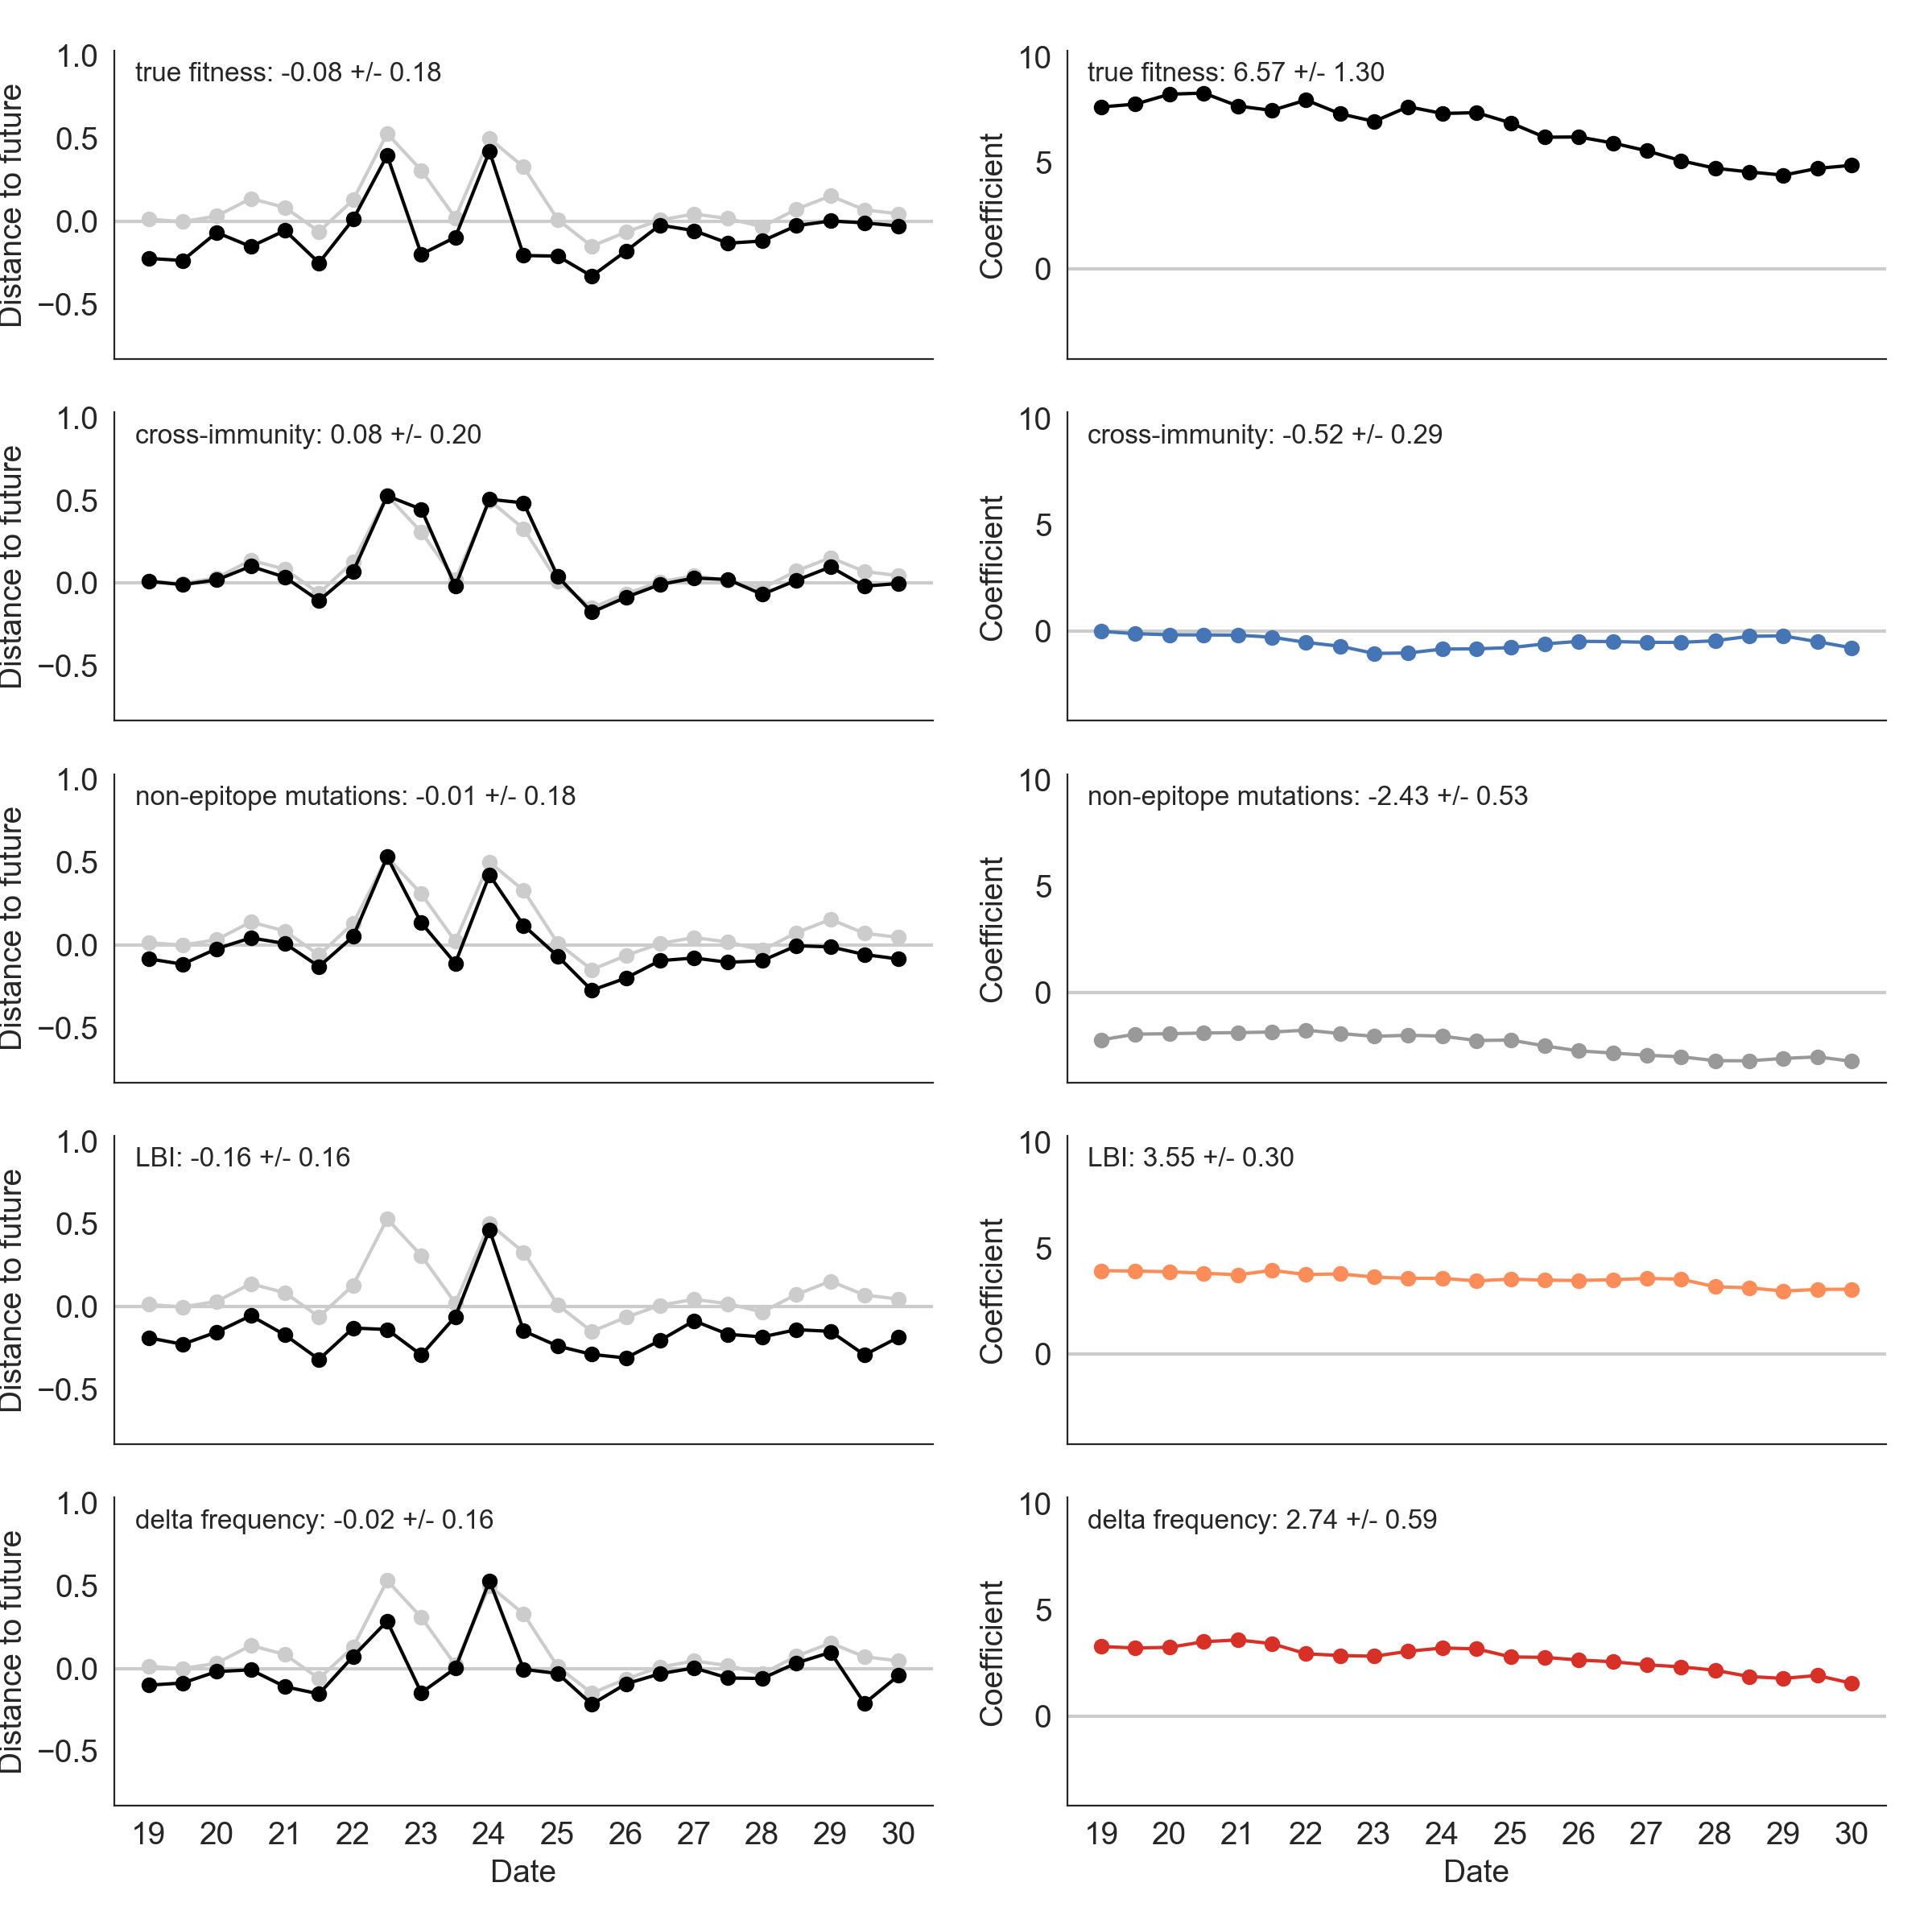 1.0
0.5
0.0
−0.5
Distance to future
true fitness: -0.08 +/- 0.18
10
5
0
Coefficient
true fitness: 6.57 +/- 1.30
1.0
0.5
0.0
−0.5
Distance to future
cross-immunity: 0.08 +/- 0.20
10
5
0
Coefficient
cross-immunity: -0.52 +/- 0.29
1.0
0.5
0.0
−0.5
Distance to future
non-epitope mutations: -0.01 +/- 0.18
10
5
0
Coefficient
non-epitope mutations: -2.43 +/- 0.53
1.0
0.5
0.0
−0.5
Distance to future
LBI: -0.16 +/- 0.16
10
5
0
Coefficient
LBI: 3.55 +/- 0.30
1.0
0.5
0.0
−0.5
Distance to future
delta frequency: -0.02 +/- 0.16
19 20 21 22 23 24 25 26 27 28 29 30
Date
10
5
0
Coefficient
delta frequency: 2.74 +/- 0.59
19 20 21 22 23 24 25 26 27 28 29 30
Date